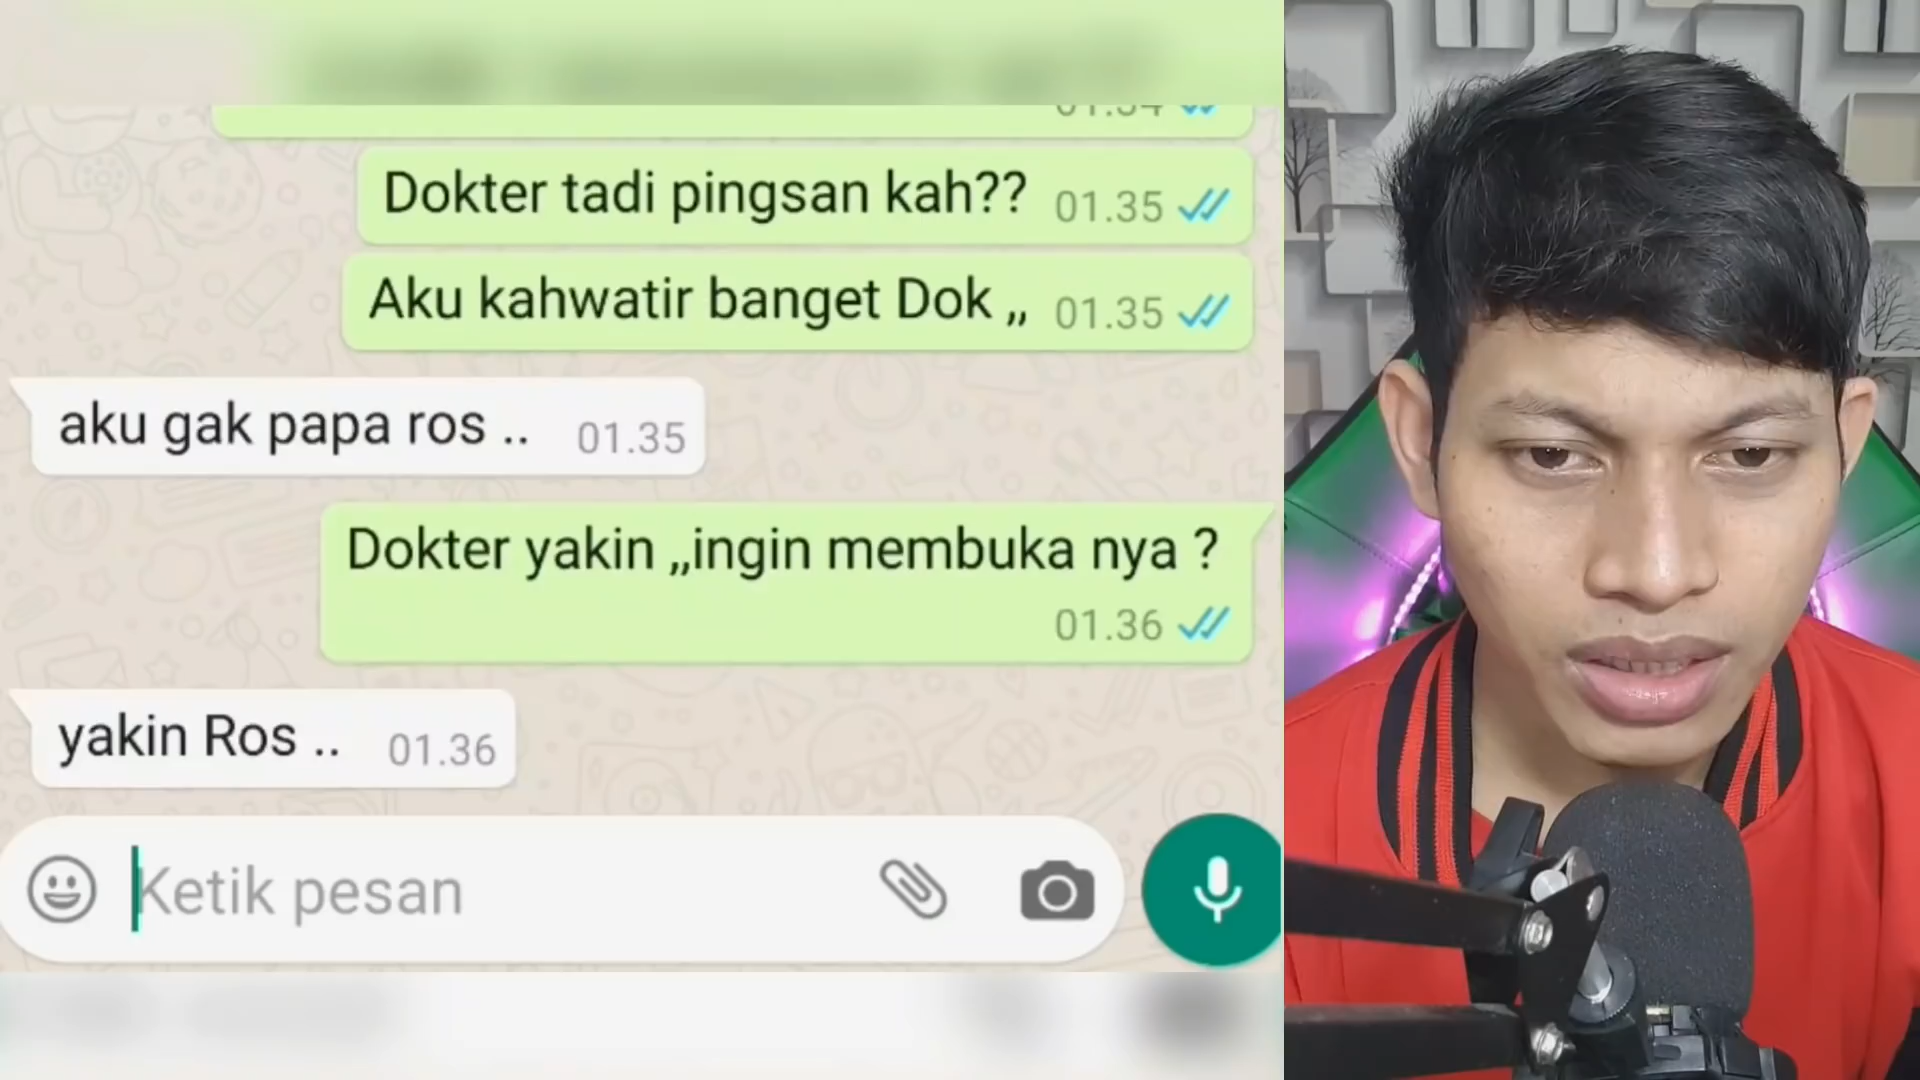 Dokter tadi pingsan kah?? 01.35
Aku kahwatir banget Dok ,, 01.35
aku gak papa ros .. 01.35
Dokter yakin ,,ingin membuka nya ?
01.36
yakin Ros .. 01.36
Ketik pesan